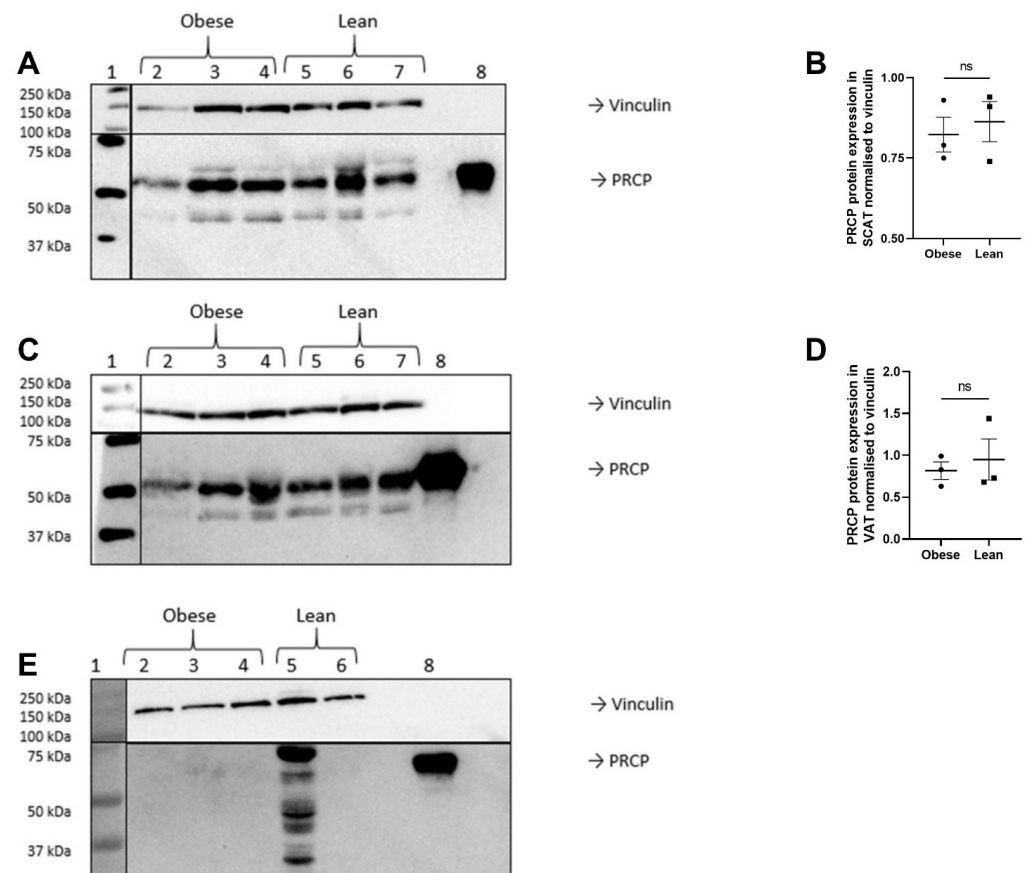 Obese
Lean
A
1 2 3 4 5 6 7 8
250 kDa
150 kDa
100 kDa
75 kDa
50 kDa
37 kDa
→ Vinculin
→ PRCP
B
ns
PRCP protein expression in
SCAT normalised to vinculin
1.00
0.75
0.50
Obese Lean
Obese
Lean
C
1 2 3 4 5 6 7 8
250 kDa
150 kDa
100 kDa
75 kDa
50 kDa
37 kDa
→ Vinculin
→ PRCP
D
ns
PRCP protein expression in
VAT normalised to vinculin
2.0
1.5
1.0
0.5
0.0
Obese Lean
Obese
Lean
E
1 2 3 4 5 6 8
250 kDa
150 kDa
100 kDa
75 kDa
50 kDa
37 kDa
→ Vinculin
→ PRCP